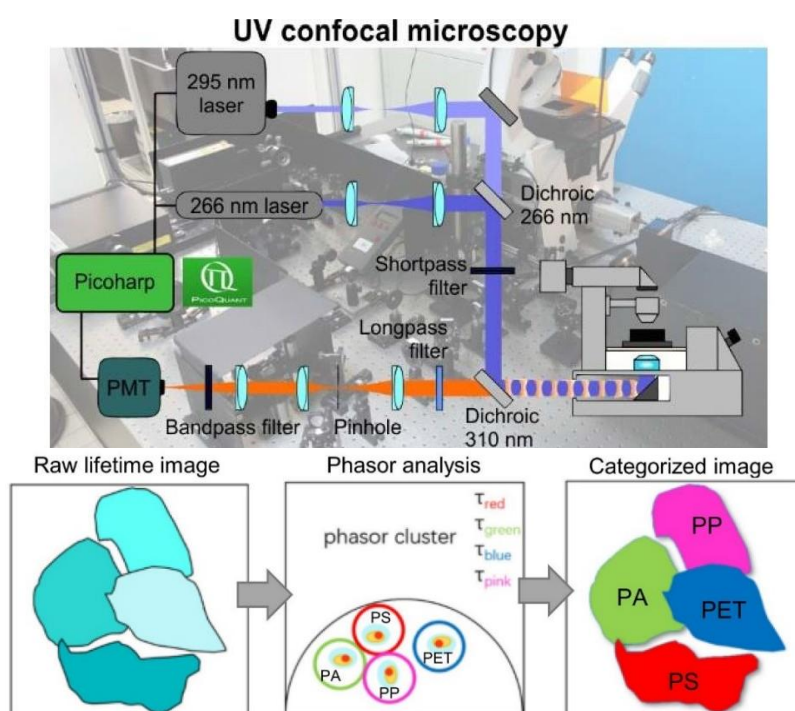 UV confocal microscopy
295 nm
laser
266 nm laser
Dichroic
266 nm
Shortpass
filter
Picoharp
PICOQUANT
Longpass
filter
PMT
Bandpass filter
Pinhole
Dichroic
310 nm
Raw lifetime image
Phasor analysis
Categorized image
phasor cluster
τred
τgreen
τblue
τpink
PS
PA
PP
PET
PP
PA
PET
PS